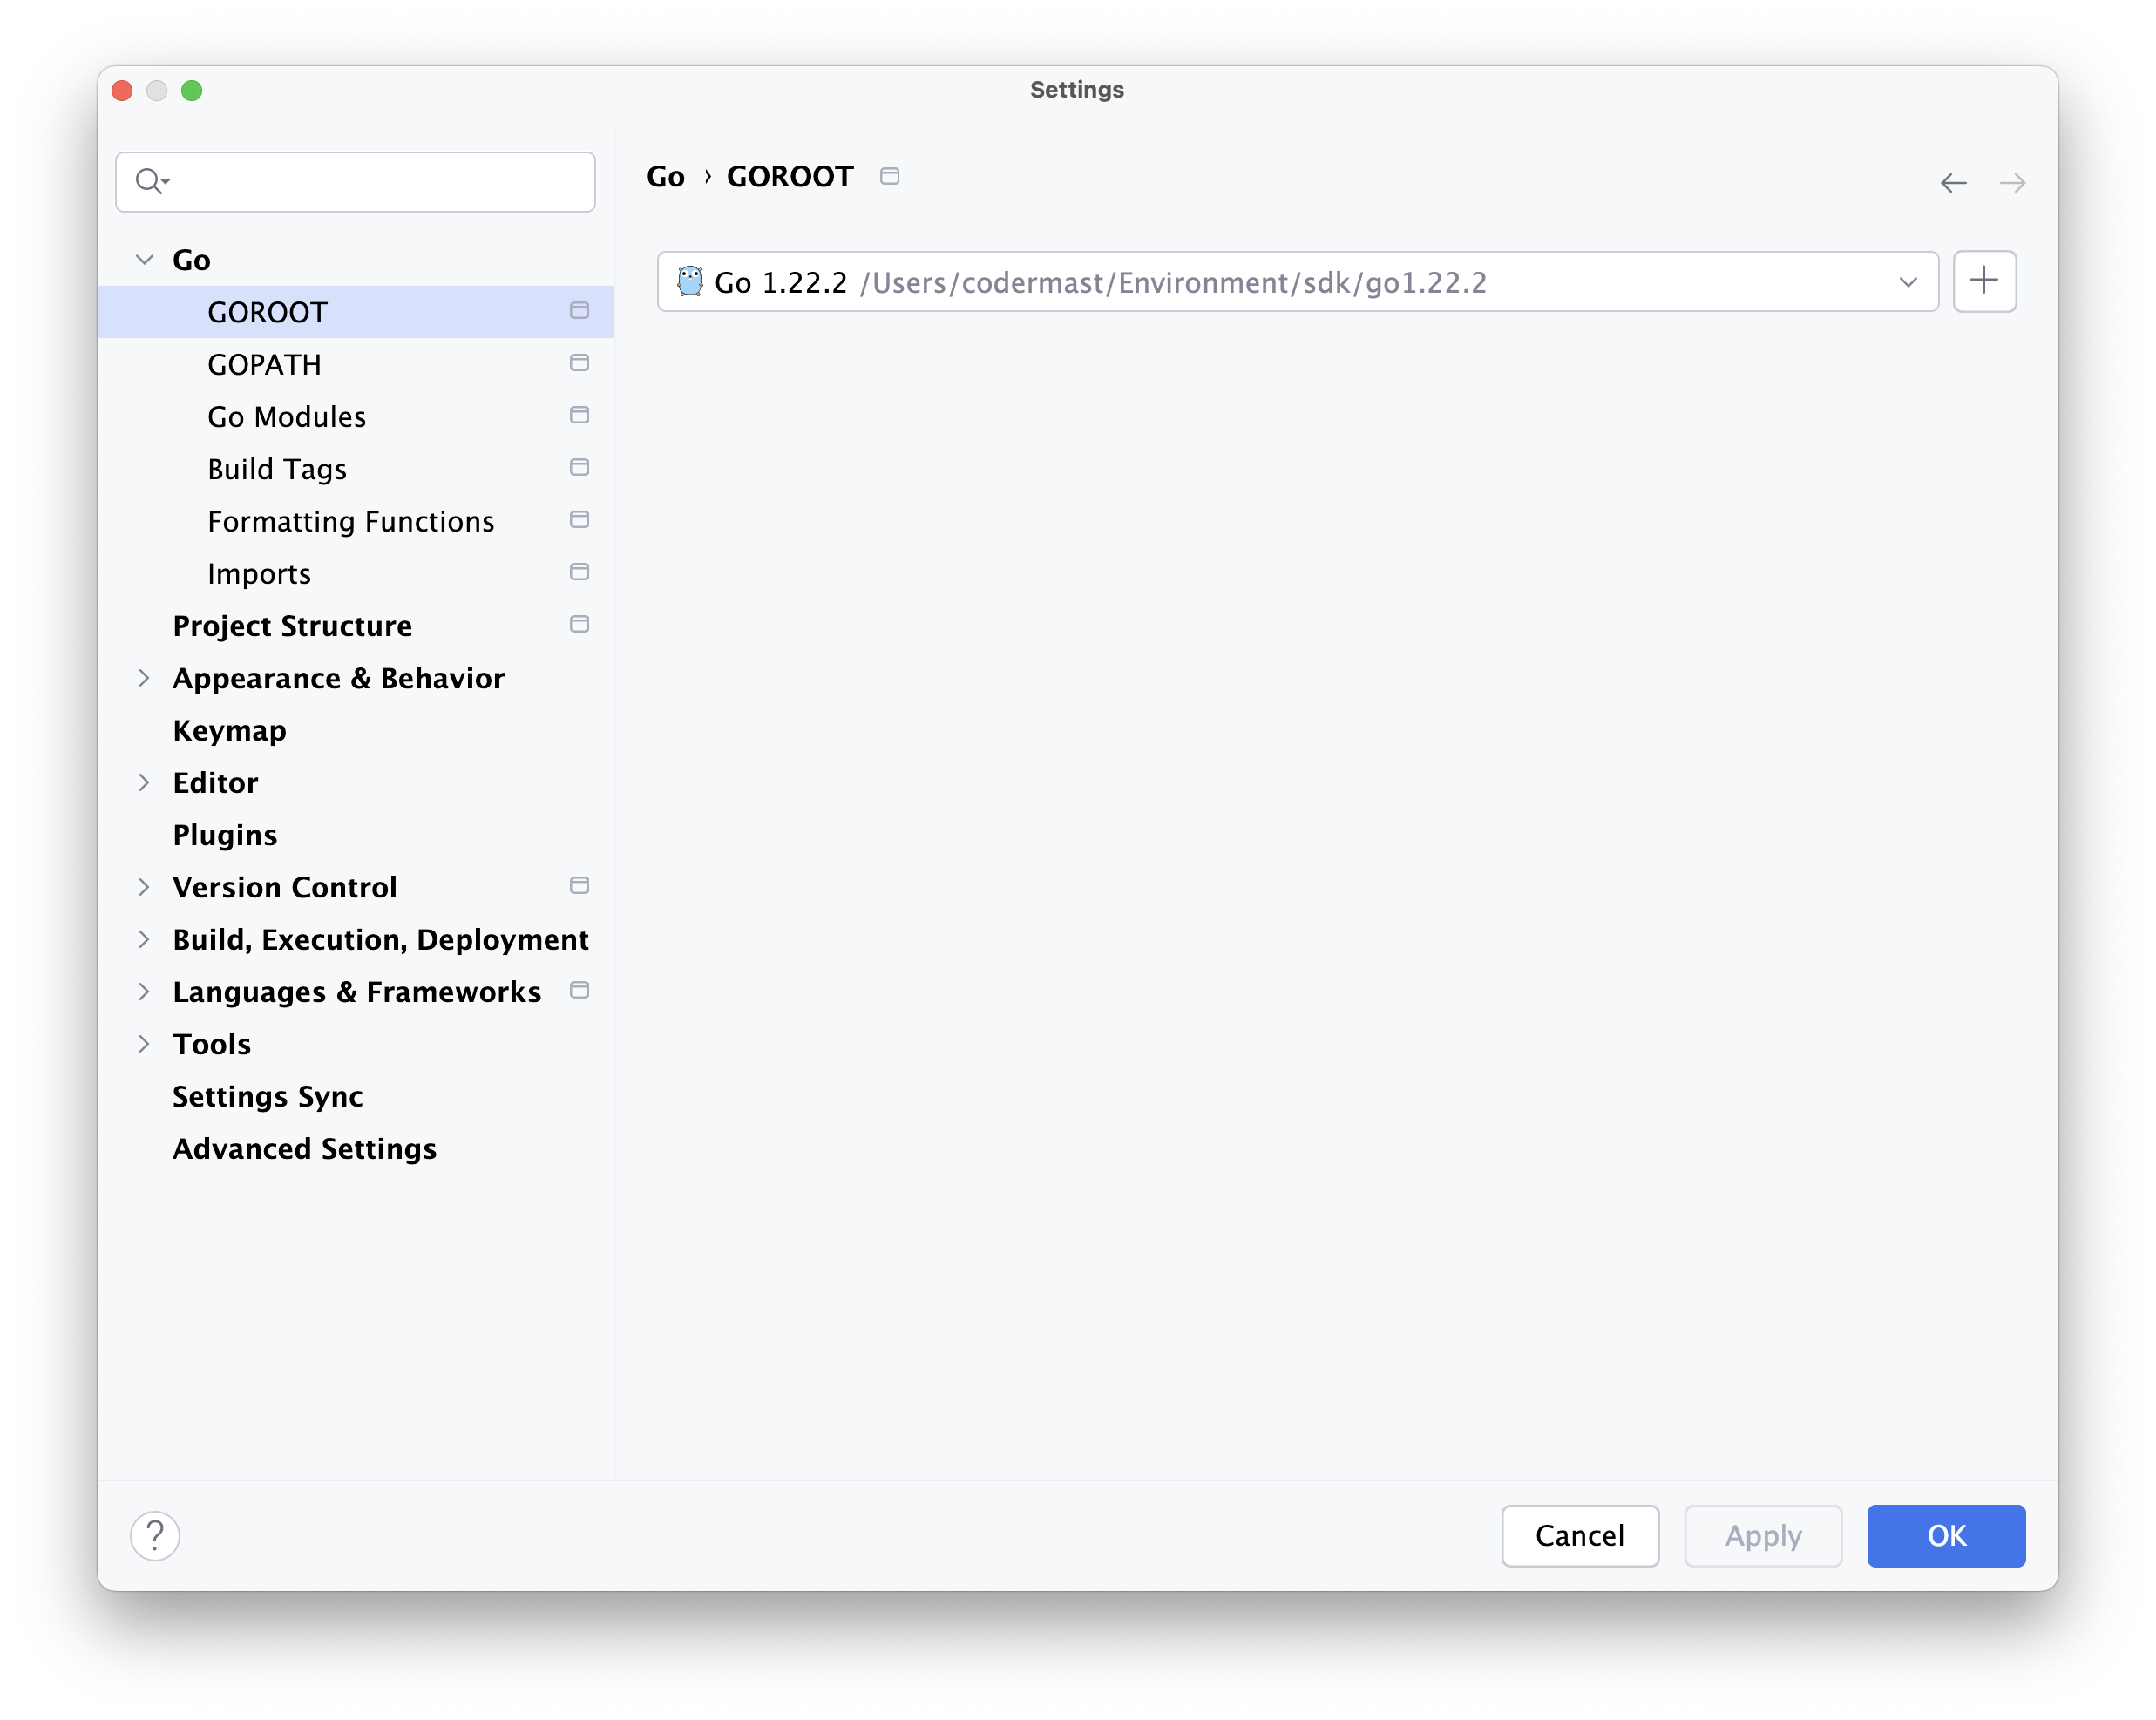 Settings
Go
GOROOT
GOPATH
Go Modules
Build Tags
Formatting Functions
Imports
Project Structure
Appearance & Behavior
Keymap
Editor
Plugins
Version Control
Build, Execution, Deployment
Languages & Frameworks
Tools
Settings Sync
Advanced Settings
Go › GOROOT
Go 1.22.2 /Users/codermast/Environment/sdk/go1.22.2
?
Cancel
Apply
OK